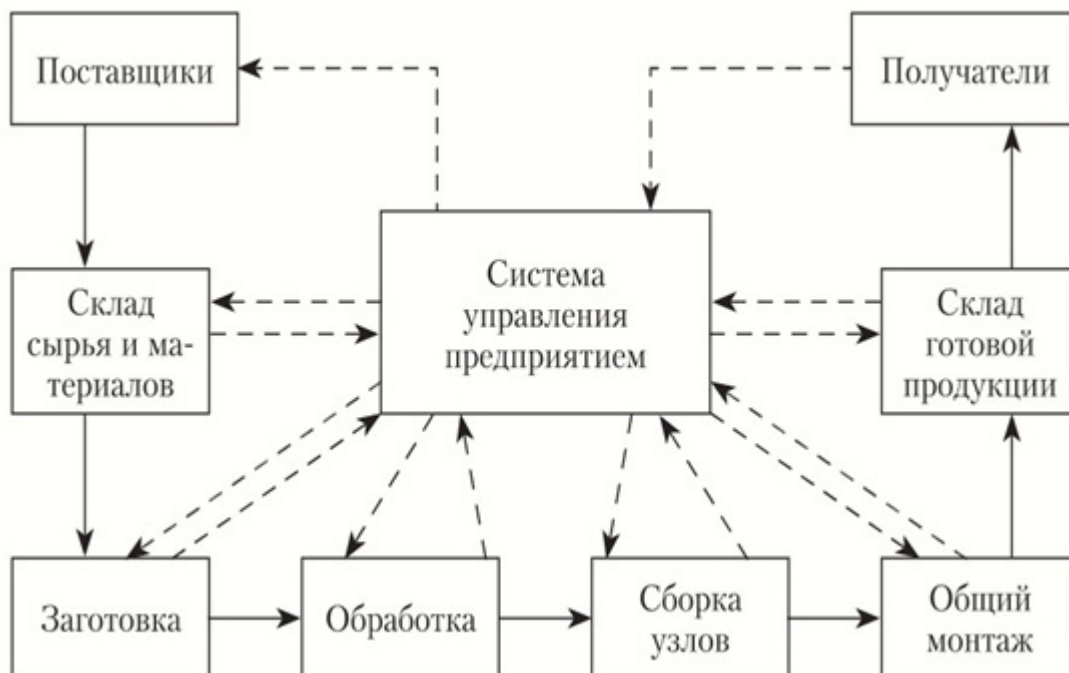 Поставщики
Получатели
Система
управления
предприятием
Склад
сырья и ма-
териалов
Склад
готовой
продукции
Заготовка
Обработка
Сборка
узлов
Общий
монтаж